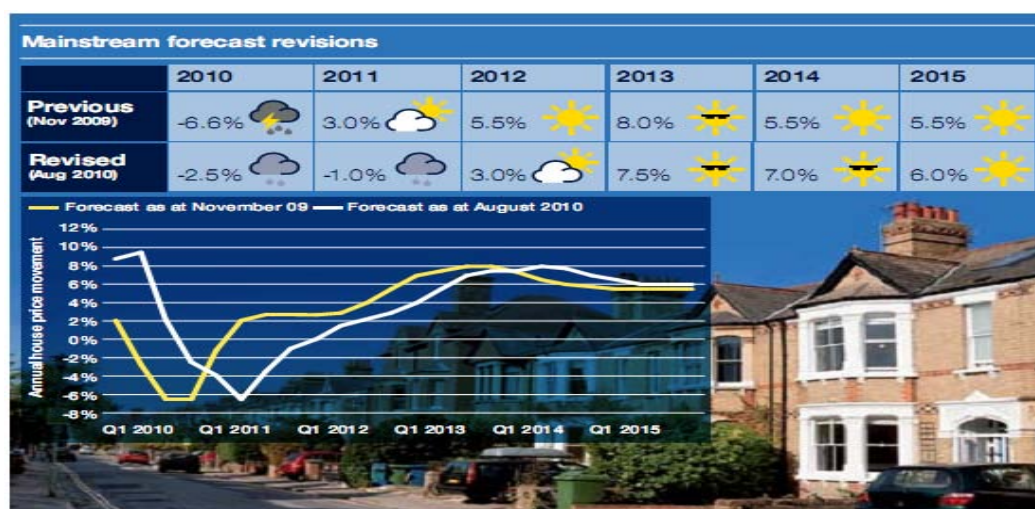 Mainstream forecast revisions
2010 2011 2012 2013 2014 2015
Previous -6.6% 3.0% 5.5% 8.0% 5.5% 5.5%
(Nov 2009)
Revised -2.5% -1.0% 3.0% 7.5% 7.0% 6.0%
(Aug 2010)
Forecast as at November 09 Forecast as at August 2010
Annual house price movement
12%
10%
8%
6%
4%
2%
0%
-2%
-4%
-6%
-8%
Q1 2010 Q1 2011 Q1 2012 Q1 2013 Q1 2014 Q1 2015